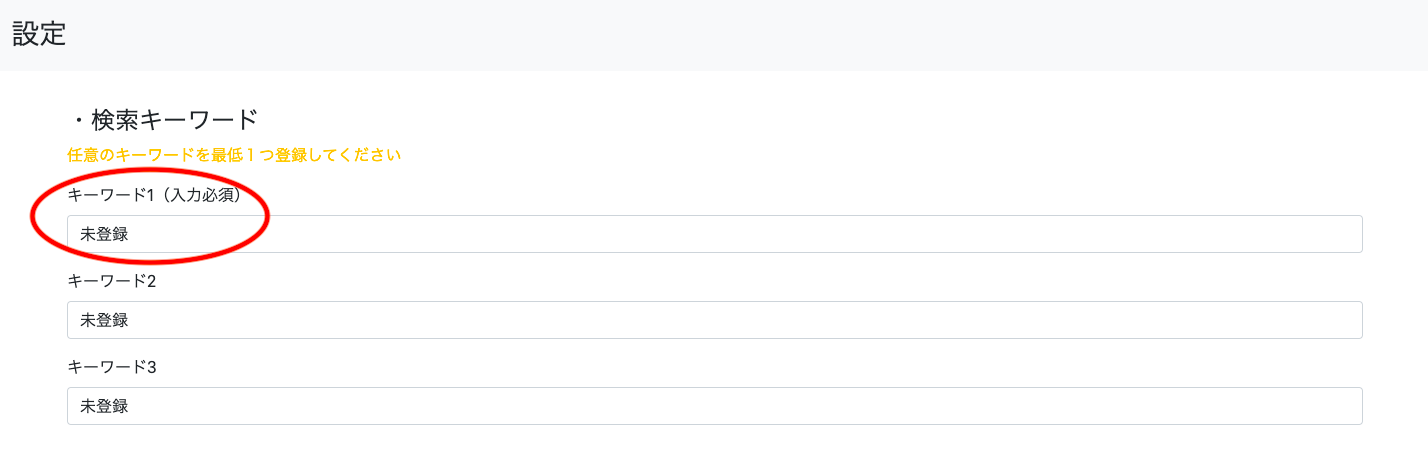 設定
・検索キーワード
任意のキーワードを最低１つ登録してください
キーワード1（入力必須）
未登録
キーワード2
未登録
キーワード3
未登録